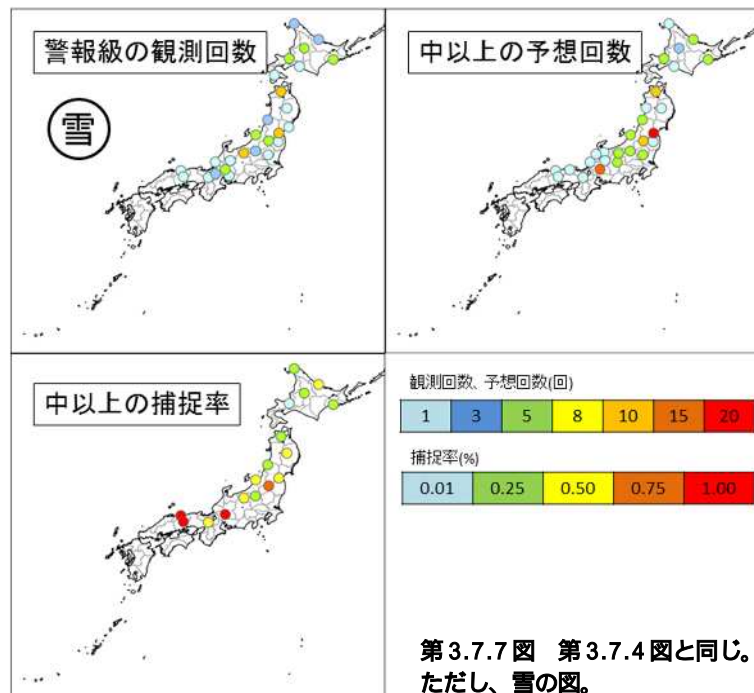 警報級の観測回数
中以上の予想回数
雪
中以上の捕捉率
観測回数、予想回数(回)
1 3 5 8 10 15 20
捕捉率(%)
0.01 0.25 0.50 0.75 1.00
第3.7.7図 第3.7.4図と同じ。
ただし、雪の図。